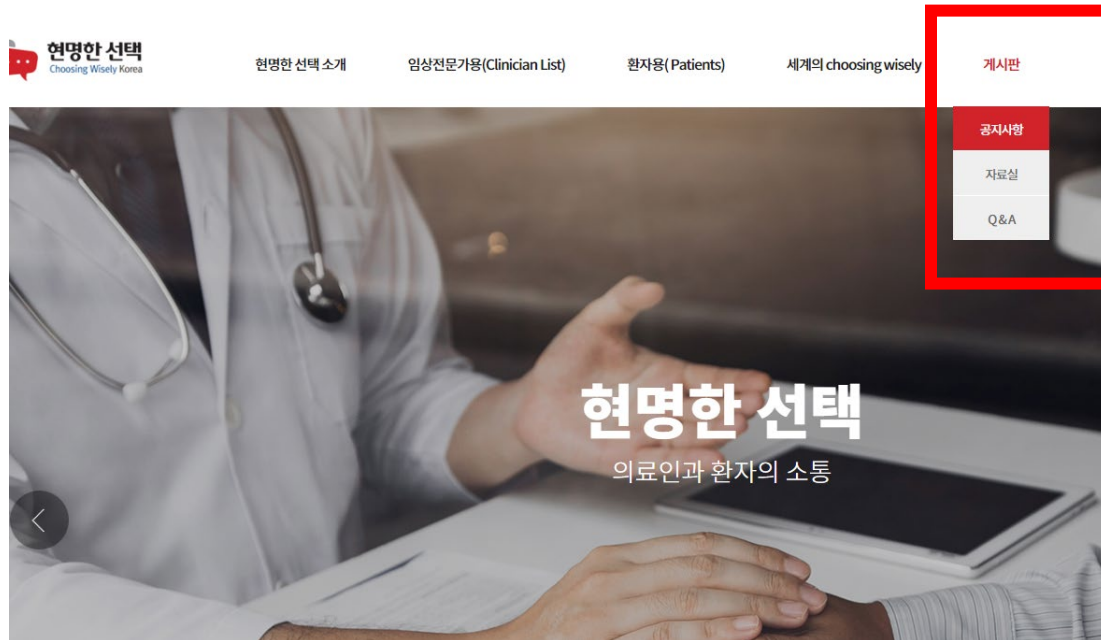 현명한 선택
Choosing Wisely Korea
현명한 선택 소개
임상전문가용(Clinician List)
환자용( Patients)
세계의 choosing wisely
게시판
공지사항
자료실
Q&A
현명한 선택
의료인과 환자의 소통